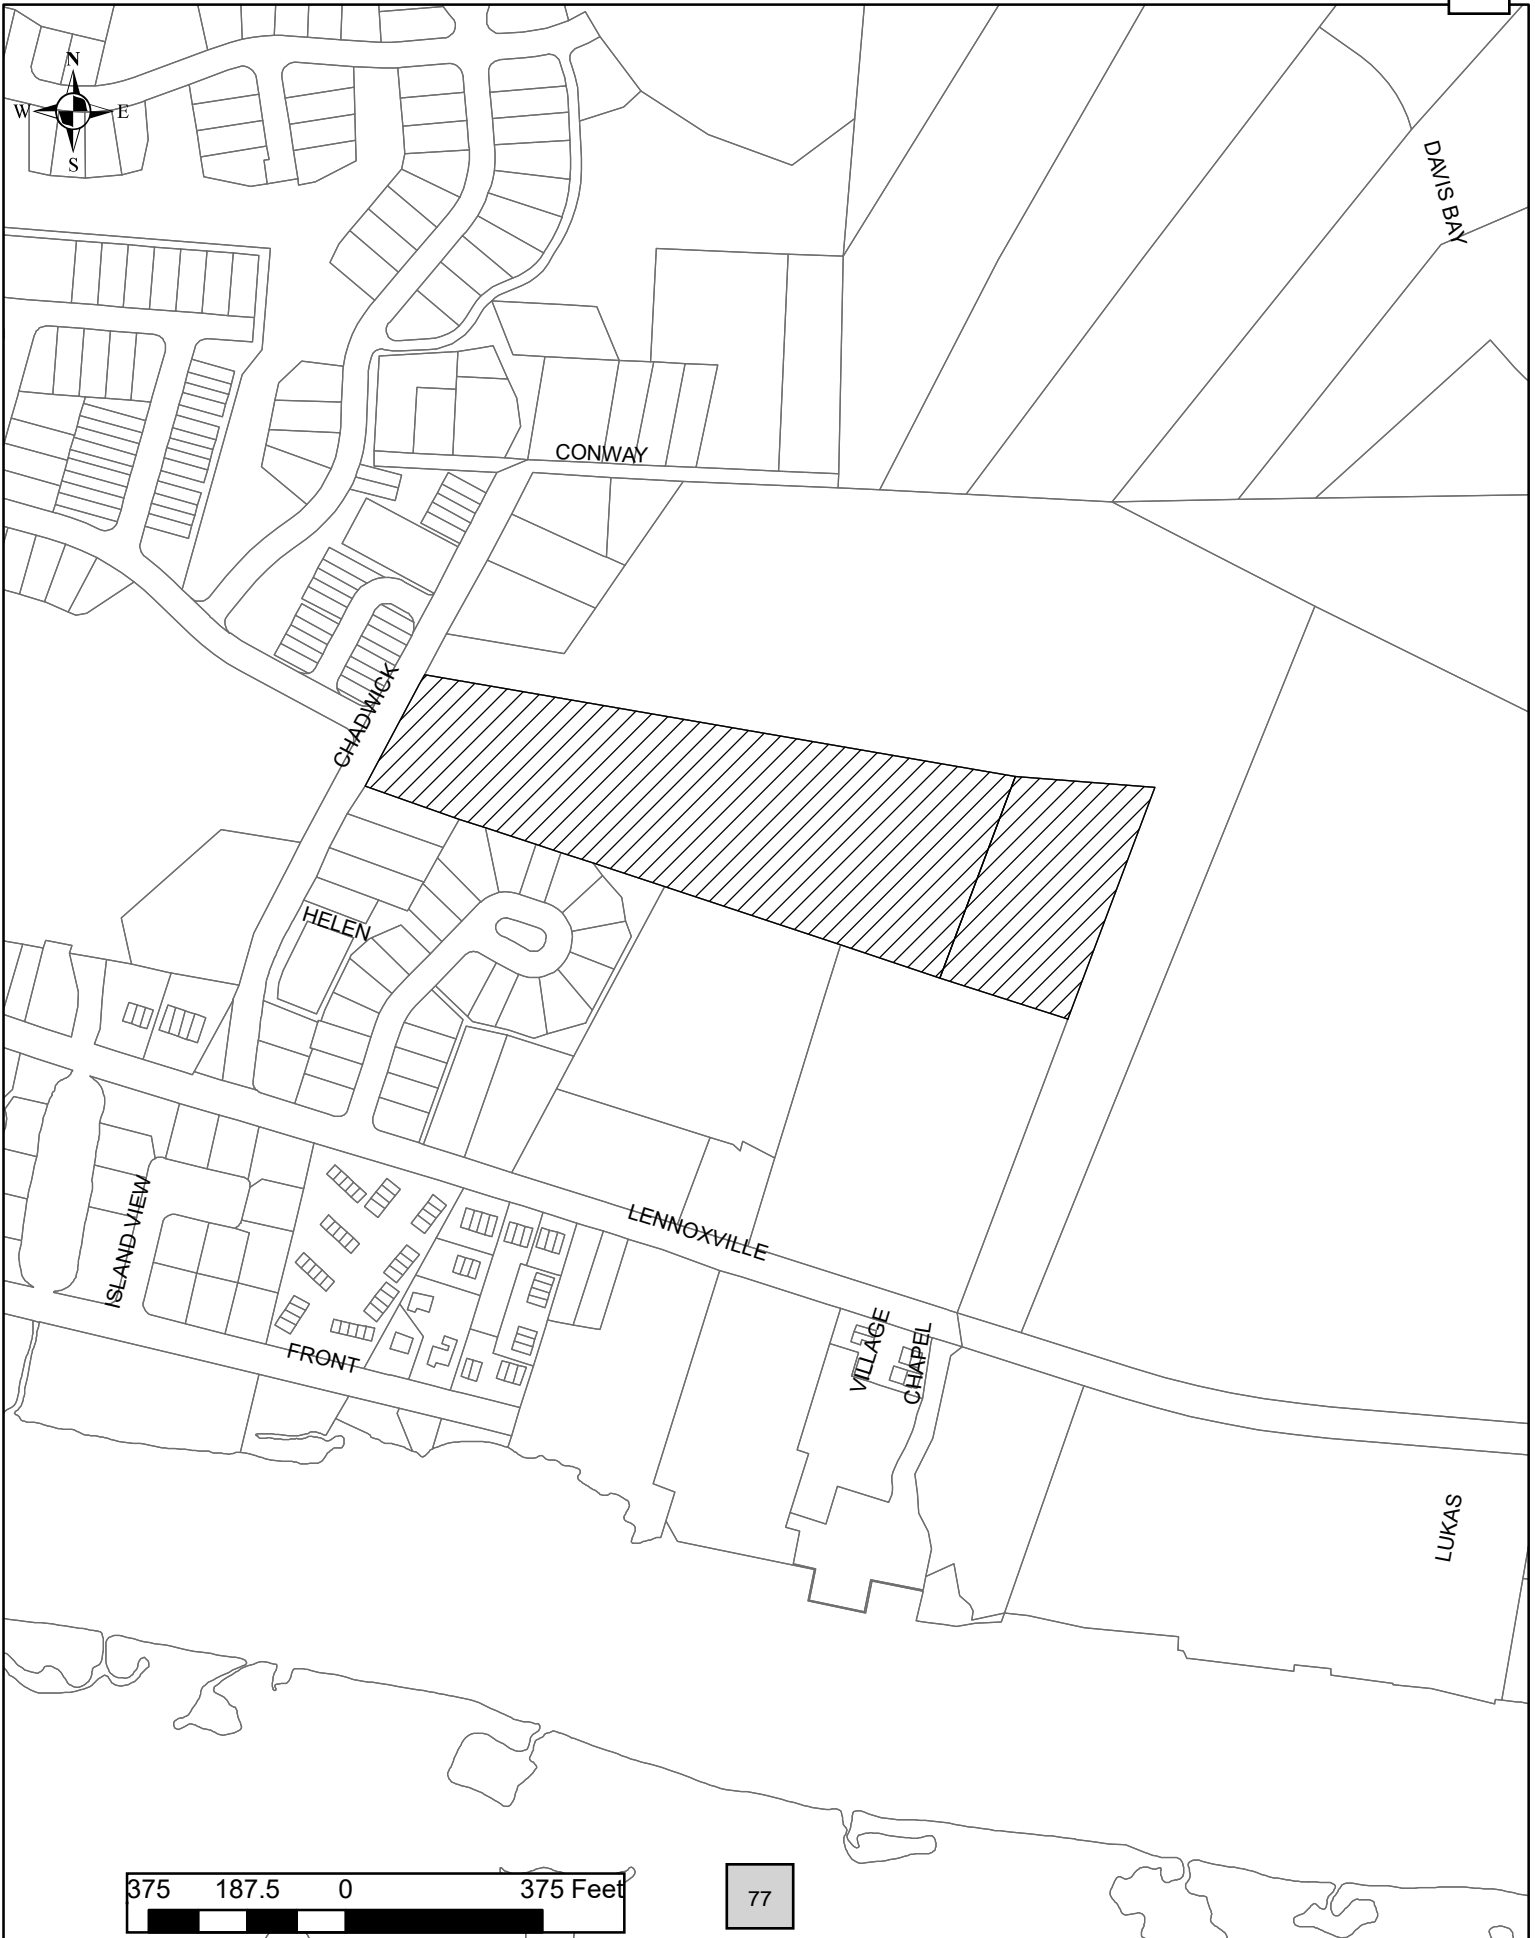 N
W E
S
DAVIS BAY
CONWAY
CHADWICK
HELEN
ISLAND VIEW
LENNOXVILLE
FRONT
VILLAGE
CHAPEL
LUKAS
375 187.5 0 375 Feet
77